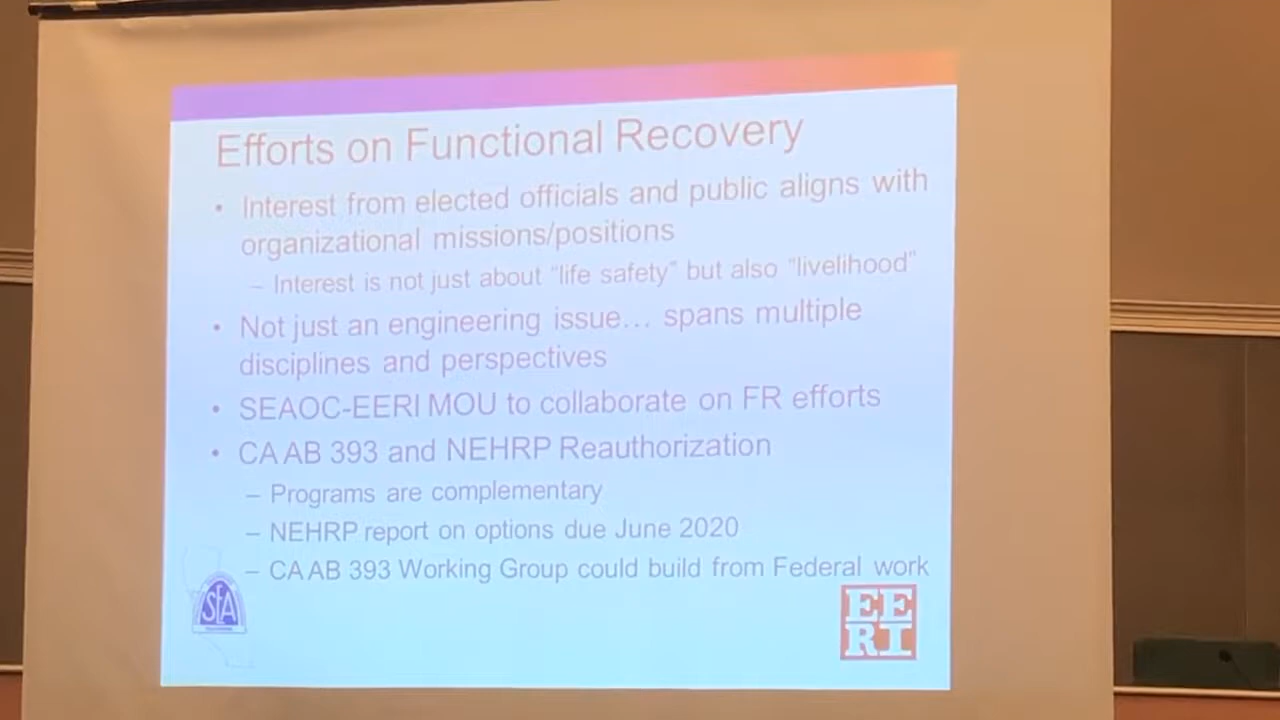 Efforts on Functional Recovery
• Interest from elected officials and public aligns with
organizational missions/positions
– Interest is not just about “life safety” but also “livelihood”
• Not just an engineering issue… spans multiple
disciplines and perspectives
• SEAOC-EERI MOU to collaborate on FR efforts
• CA AB 393 and NEHRP Reauthorization
– Programs are complementary
– NEHRP report on options due June 2020
– CA AB 393 Working Group could build from Federal work
SEA
EE
RI